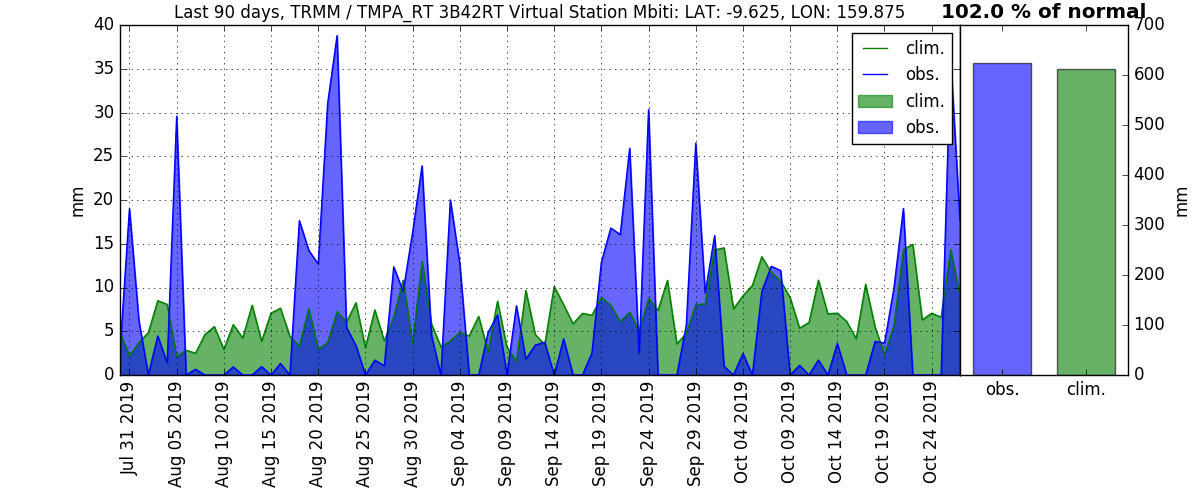 Last 90 days, TRMM / TMPA_RT 3B42RT Virtual Station Mbiti: LAT: -9.625, LON: 159.875
102.0 % of normal
40
35
30
25
20
15
10
5
0
mm
clim.
obs.
clim.
obs.
700
600
500
400
300
200
100
0
mm
obs.
clim.
Jul 31 2019
Aug 05 2019
Aug 10 2019
Aug 15 2019
Aug 20 2019
Aug 25 2019
Aug 30 2019
Sep 04 2019
Sep 09 2019
Sep 14 2019
Sep 19 2019
Sep 24 2019
Sep 29 2019
Oct 04 2019
Oct 09 2019
Oct 14 2019
Oct 19 2019
Oct 24 2019